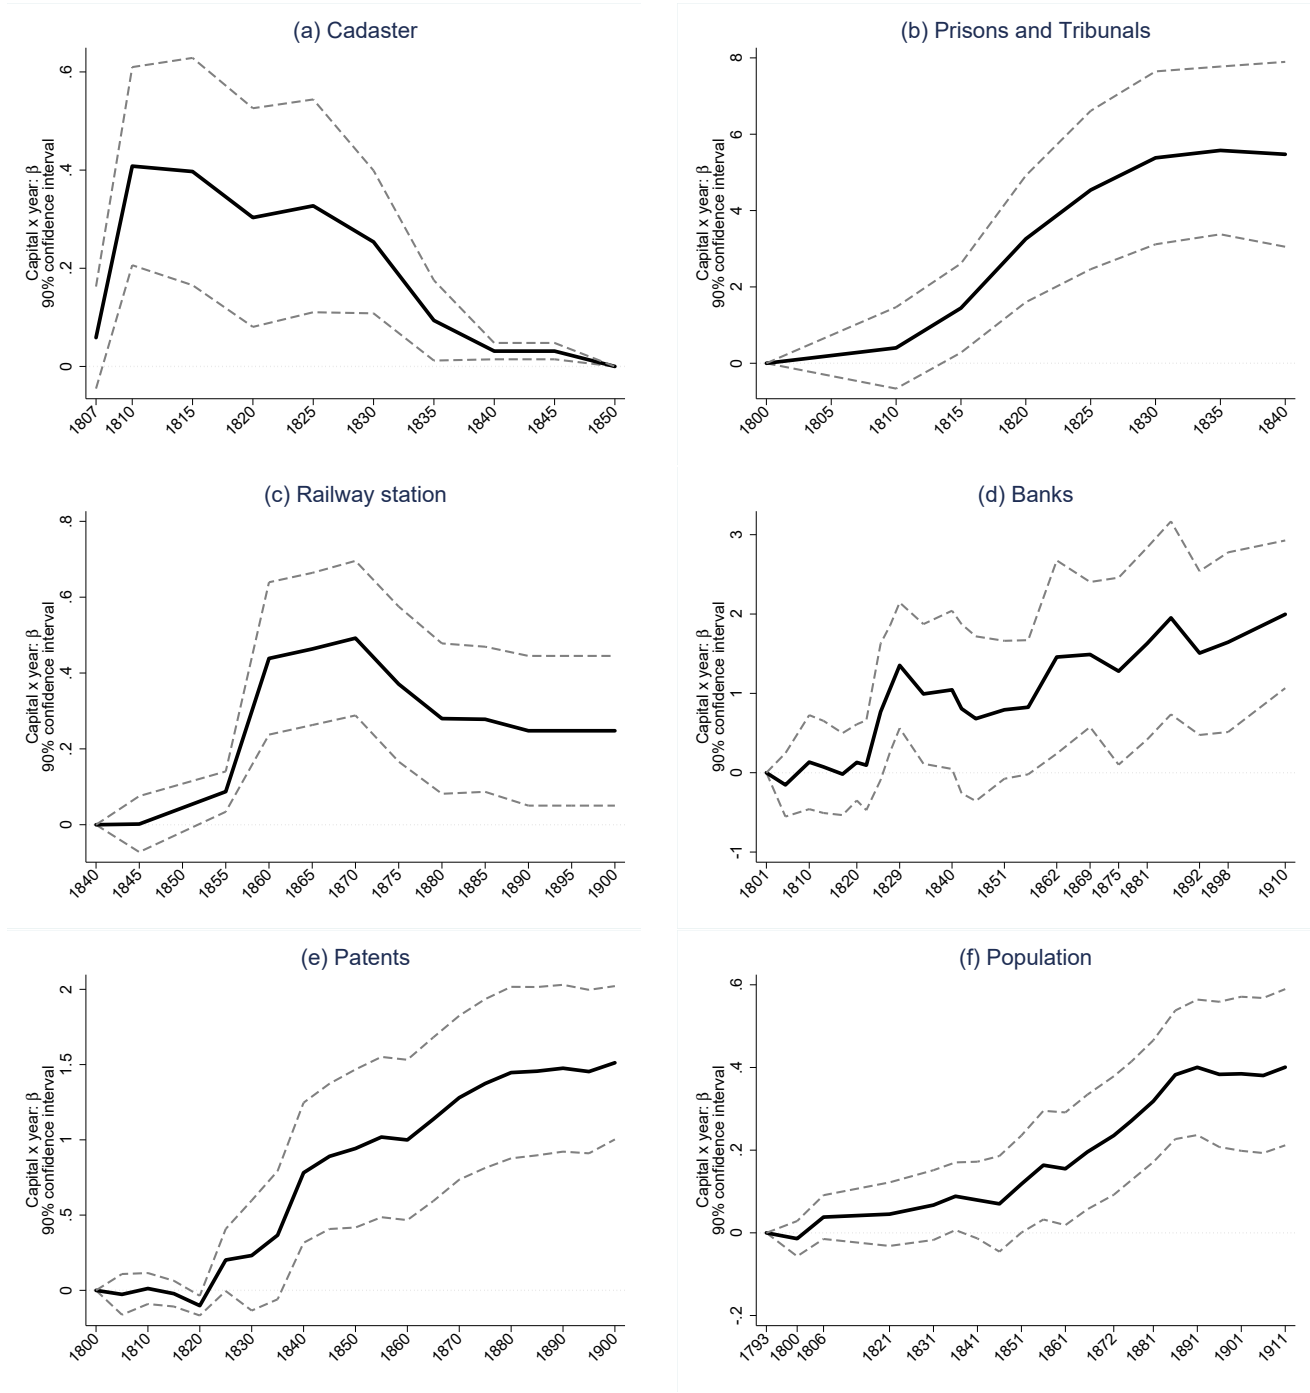 (a) Cadaster
Capital x year: β
90% confidence interval
0 .2 .4 .6
1807 1810 1815 1820 1825 1830 1835 1840 1845 1850
(b) Prisons and Tribunals
Capital x year: β
90% confidence interval
0 2 4 6 8
1800 1805 1810 1815 1820 1825 1830 1835 1840
(c) Railway station
Capital x year: β
90% confidence interval
0 .2 .4 .6 .8
1840 1845 1850 1855 1860 1865 1870 1875 1880 1885 1890 1895 1900
(d) Banks
Capital x year: β
90% confidence interval
-1 0 1 2 3
1801 1810 1820 1829 1840 1851 1862 1869 1875 1881 1892 1898 1910
(e) Patents
Capital x year: β
90% confidence interval
0 .5 1 1.5 2
1800 1810 1820 1830 1840 1850 1860 1870 1880 1890 1900
(f) Population
Capital x year: β
90% confidence interval
-.2 0 .2 .4 .6
1793 1800 1806 1821 1831 1841 1851 1861 1872 1881 1891 1901 1911